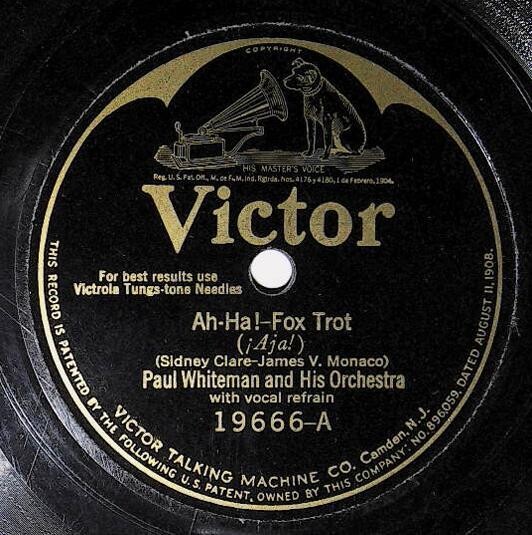 COPYRIGHT
HIS MASTER'S VOICE
Reg. U.S. Pat. Off., M. de F., M. Ind. Rgtrda. Nos. 4176 y 4180, 1 de Febrero, 1904.
Victor
For best results use
Victrola Tungs-tone Needles
Ah-Ha!–Fox Trot
(¡Aja!)
(Sidney Clare–James V. Monaco)
Paul Whiteman and His Orchestra
with vocal refrain
19666–A
VICTOR TALKING MACHINE CO. Camden, N. J.
THIS RECORD IS PATENTED BY THE FOLLOWING U.S. PATENT, OWNED BY THIS COMPANY: NO. 896059, DATED AUGUST 11, 1908.